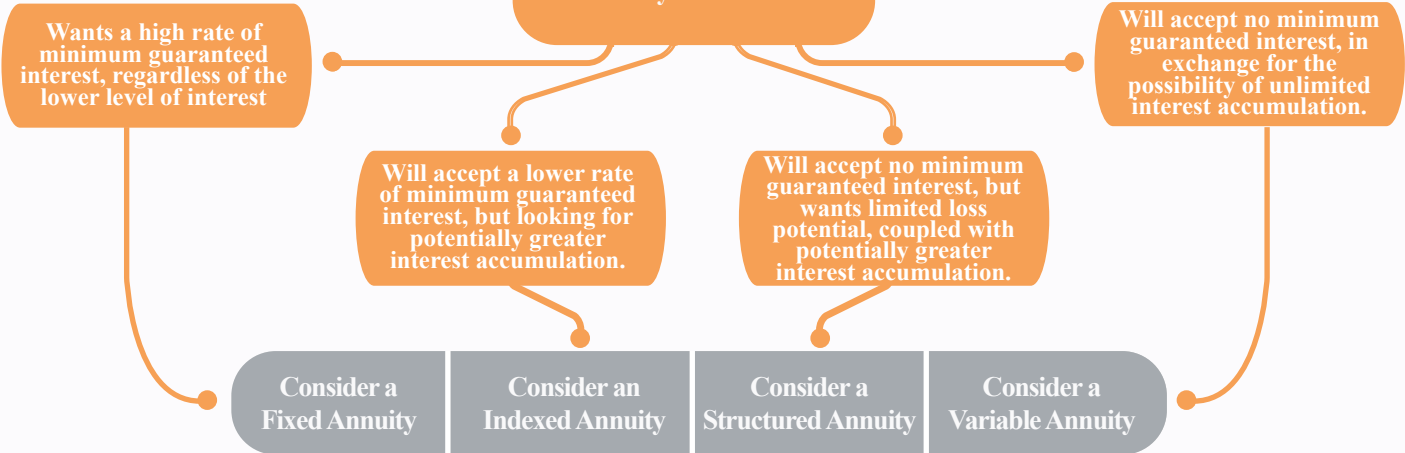 Wants a high rate of
minimum guaranteed
interest, regardless of the
lower level of interest
Will accept no minimum
guaranteed interest, in
exchange for the
possibility of unlimited
interest accumulation.
Will accept a lower rate
of minimum guaranteed
interest, but looking for
potentially greater
interest accumulation.
Will accept no minimum
guaranteed interest, but
wants limited loss
potential, coupled with
potentially greater
interest accumulation.
Consider a
Fixed Annuity
Consider an
Indexed Annuity
Consider a
Structured Annuity
Consider a
Variable Annuity